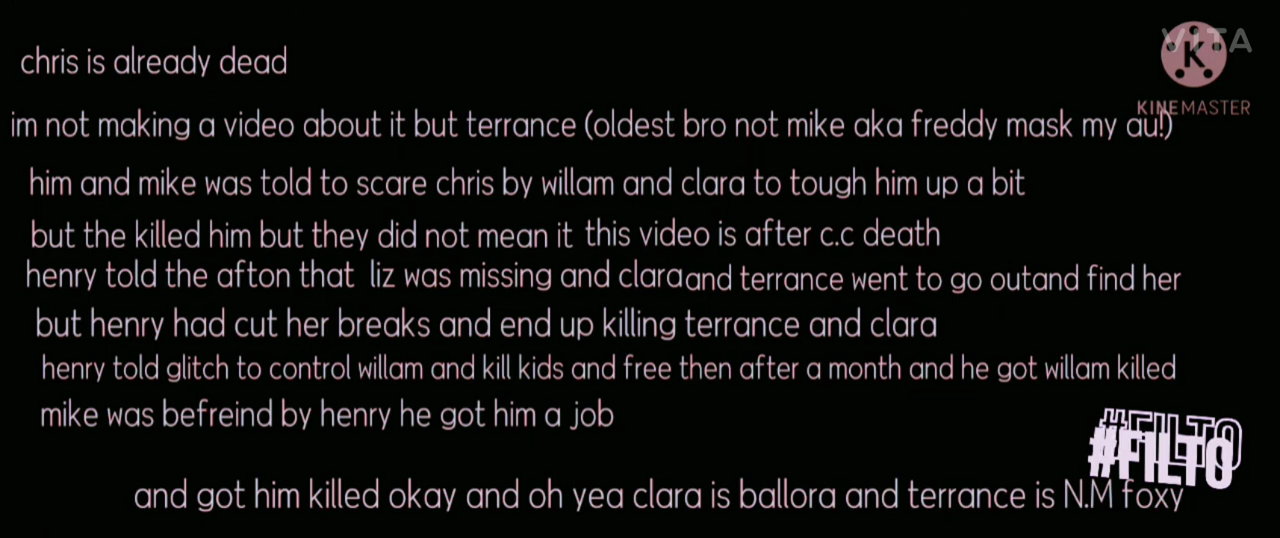 chris is already dead
VITA
K
KINEMASTER
im not making a video about it but terrance (oldest bro not mike aka freddy mask my au!)
him and mike was told to scare chris by willam and clara to tough him up a bit
but the killed him but they did not mean it this video is after c.c death
henry told the afton that liz was missing and clara and terrance went to go outand find her
but henry had cut her breaks and end up killing terrance and clara
henry told glitch to control willam and kill kids and free then after a month and he got willam killed
mike was befreind by henry he got him a job
#FILTO
and got him killed okay and oh yea clara is ballora and terrance is N.M foxy